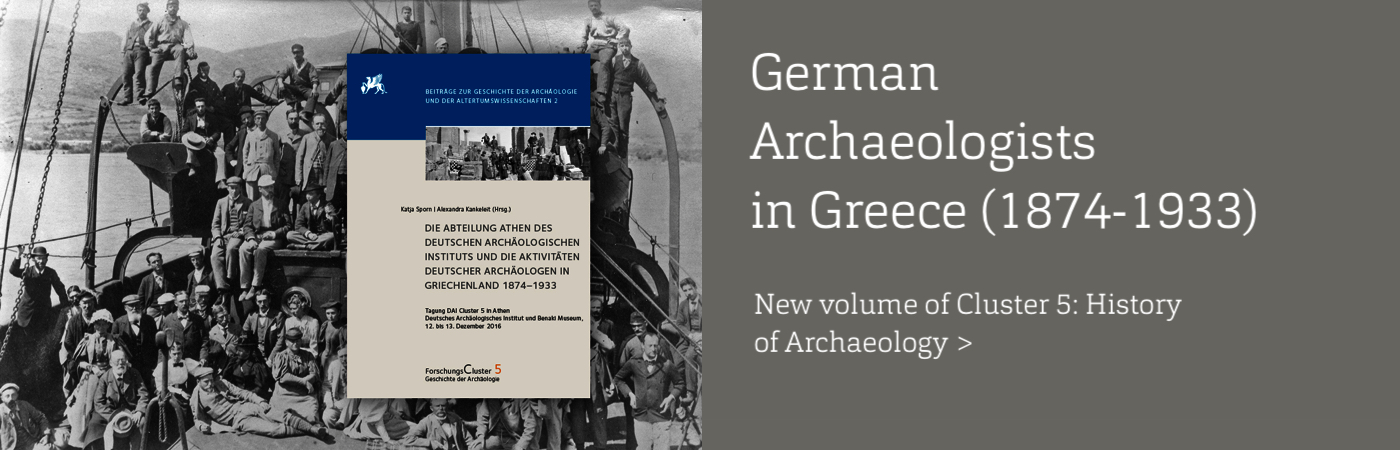 BEITRÄGE ZUR GESCHICHTE DER ARCHÄOLOGIE
UND DER ALTERTUMSWISSENSCHAFTEN 2
Katja Sporn | Alexandra Kankeleit (Hrsg.)
DIE ABTEILUNG ATHEN DES
DEUTSCHEN ARCHÄOLOGISCHEN
INSTITUTS UND DIE AKTIVITÄTEN
DEUTSCHER ARCHÄOLOGEN IN
GRIECHENLAND 1874–1933
Tagung DAI Cluster 5 in Athen
Deutsches Archäologisches Institut und Benaki Museum,
12. bis 13. Dezember 2016
ForschungsCluster 5
Geschichte der Archäologie
German
Archaeologists
in Greece (1874-1933)
New volume of Cluster 5: History
of Archaeology >